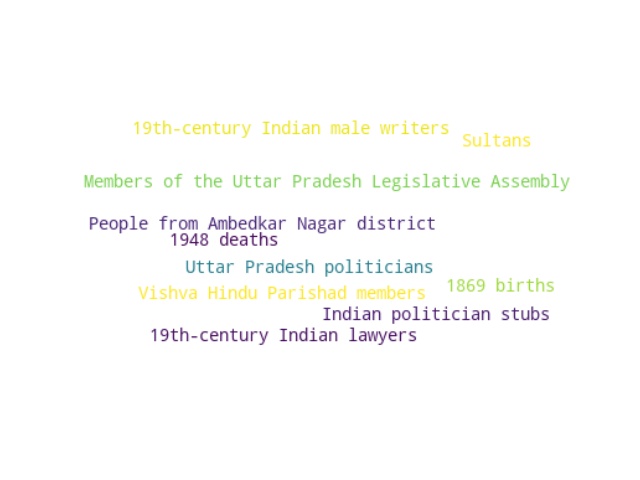 19th-century Indian male writers
Sultans
Members of the Uttar Pradesh Legislative Assembly
People from Ambedkar Nagar district
1948 deaths
Uttar Pradesh politicians
1869 births
Vishva Hindu Parishad members
Indian politician stubs
19th-century Indian lawyers